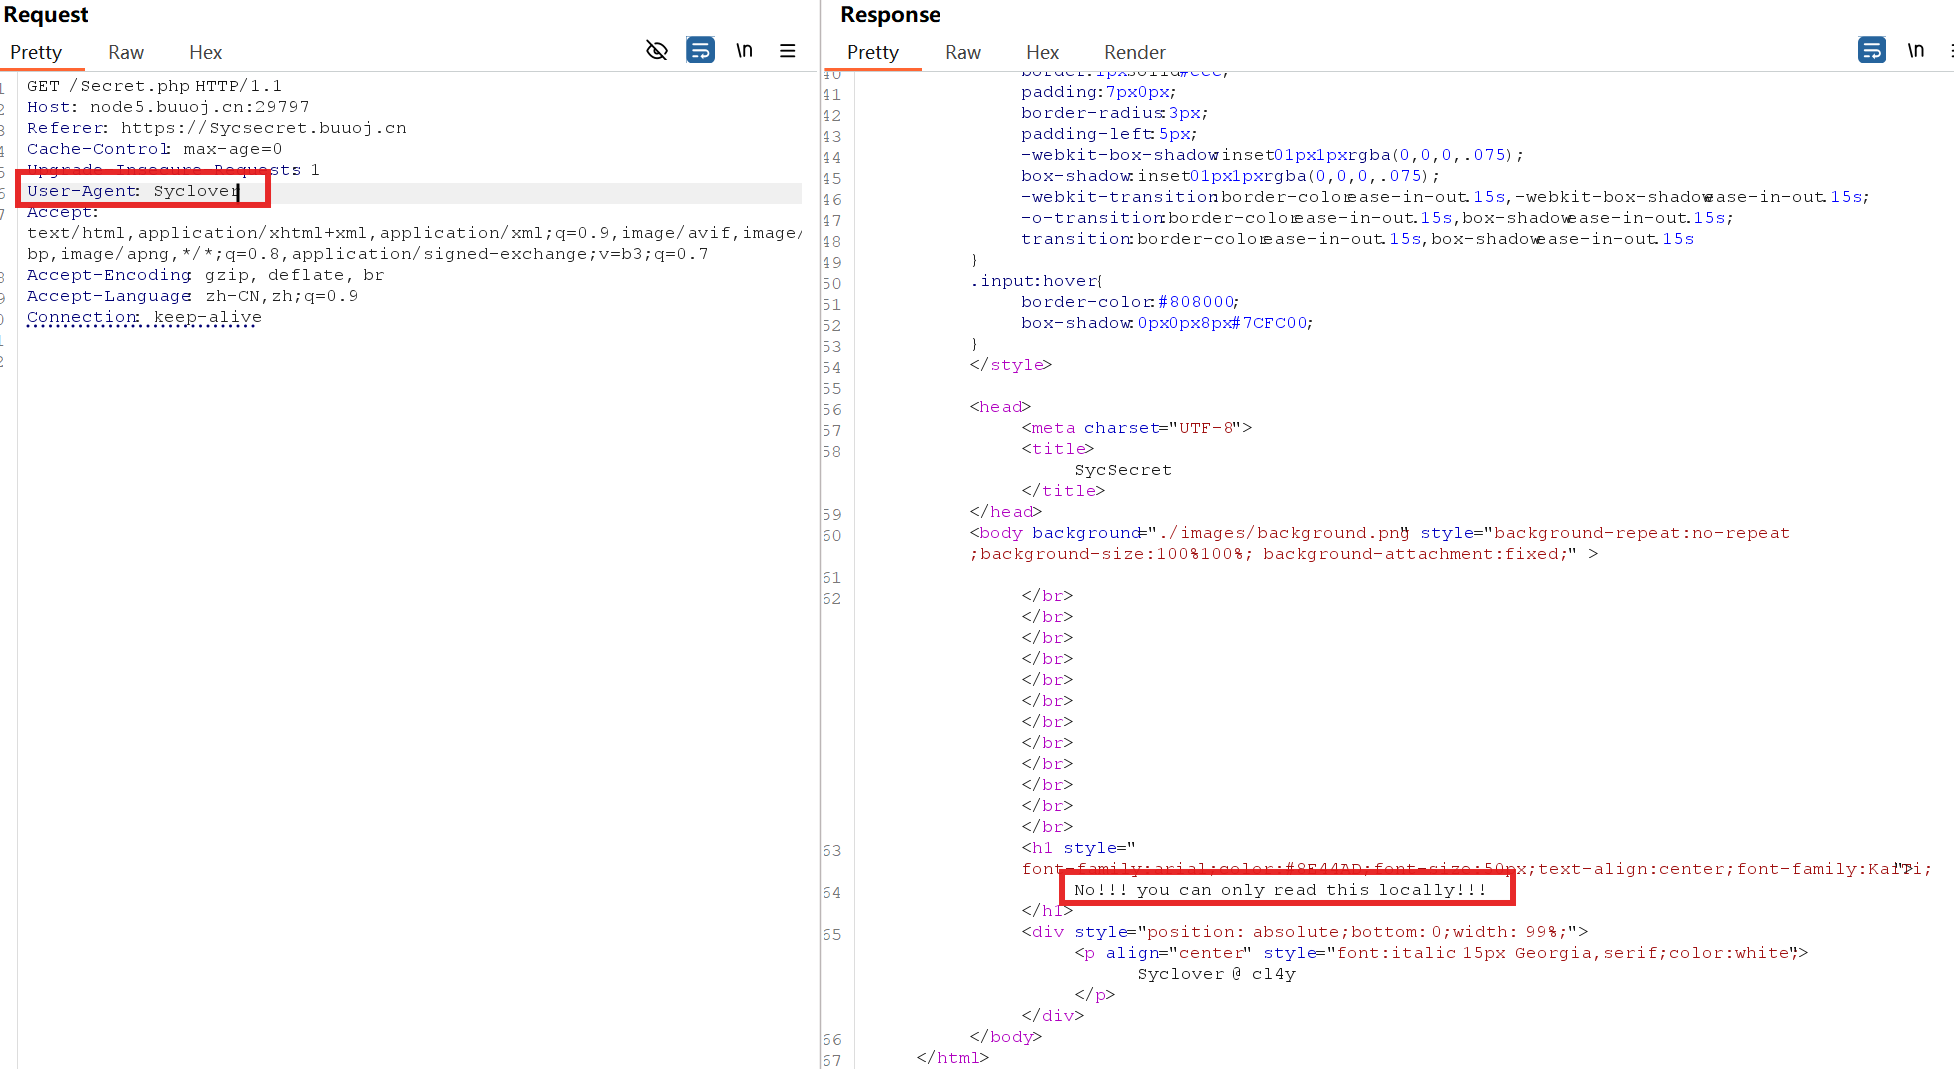 Request
Pretty Raw Hex
\n
GET /Secret.php HTTP/1.1
Host: node5.buuoj.cn:29797
Referer: https://Sycsecret.buuoj.cn
Cache-Control: max-age=0
Upgrade-Insecure-Requests: 1
User-Agent: Syclover
Accept:
text/html,application/xhtml+xml,application/xml;q=0.9,image/avif,image/
bp,image/apng,*/*;q=0.8,application/signed-exchange;v=b3;q=0.7
Accept-Encoding: gzip, deflate, br
Accept-Language: zh-CN,zh;q=0.9
Connection: keep-alive
Response
Pretty Raw Hex Render
\n
40 border:1pxsolid#ccc;
41 padding:7px0px;
42 border-radius:3px;
43 padding-left:5px;
44 -webkit-box-shadow:inset01px1pxrgba(0,0,0,.075);
45 box-shadow:inset01px1pxrgba(0,0,0,.075);
46 -webkit-transition:border-colorease-in-out.15s,-webkit-box-shadowease-in-out.15s;
47 -o-transition:border-colorease-in-out.15s,box-shadowease-in-out.15s;
48 transition:border-colorease-in-out.15s,box-shadowease-in-out.15s
49 }
50 .input:hover{
51 border-color:#808000;
52 box-shadow:0px0px8px#7CFC00;
53 }
54 </style>
55
56 <head>
57 <meta charset="UTF-8">
58 <title>
SycSecret
</title>
59 </head>
60 <body background="./images/background.png" style="background-repeat:no-repeat
;background-size:100%100%; background-attachment:fixed;" >
61
62 </br>
</br>
</br>
</br>
</br>
</br>
</br>
</br>
</br>
</br>
</br>
</br>
63 <h1 style="
font-family:arial;color:#8E44AD;font-size:50px;text-align:center;font-family:KaiTi;">
64 No!!! you can only read this locally!!!
</h1>
65 <div style="position: absolute;bottom: 0;width: 99%;">
<p align="center" style="font:italic 15px Georgia,serif;color:white;">
Syclover @ cl4y
</p>
</div>
66 </body>
67 </html>